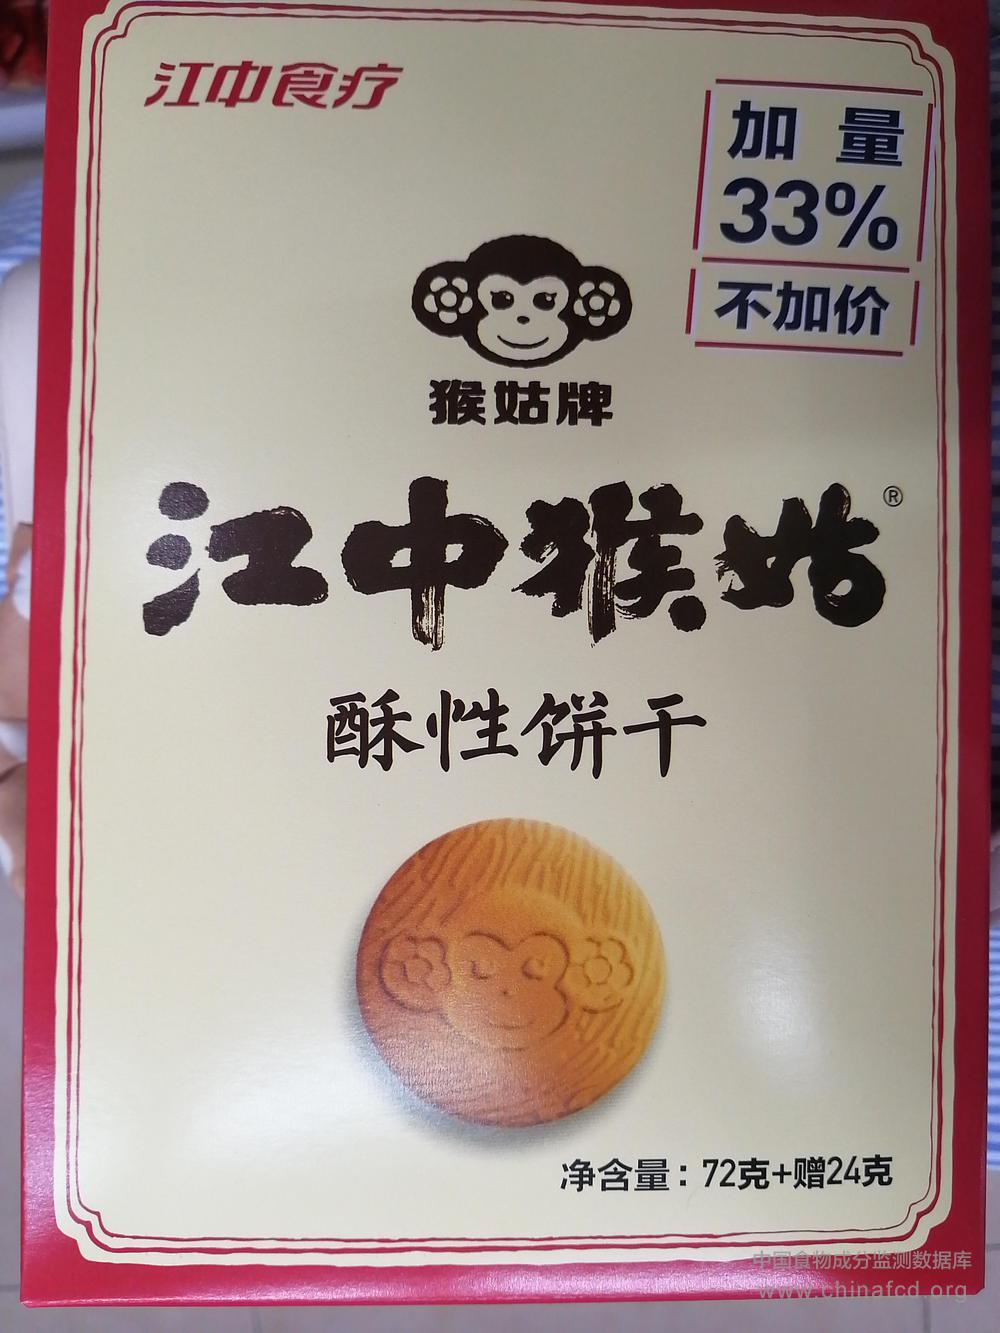 江中食疗
加量
33%
不加价
猴姑牌
江中猴姑®
酥性饼干
净含量：72克+赠24克
中国食物成分监测数据库
www.chinafcd.org